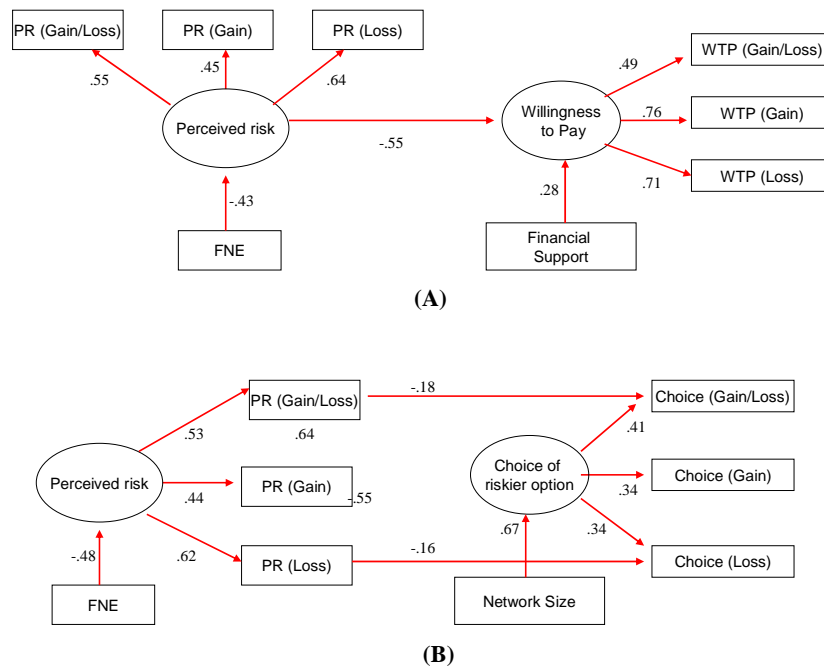 PR (Gain/Loss)
PR (Gain)
PR (Loss)
.55
.45
.64
Perceived risk
-.55
Willingness
to Pay
.49
WTP (Gain/Loss)
.76
WTP
(Gain)
.71
WTP (Loss)
-.43
FNE
.28
Financial
Support
(A)
PR (Gain/Loss)
-.18
Choice (Gain/Loss)
.53
.64
.41
Perceived risk
.44
PR (Gain)
-.55
Choice of
riskier option
.34
Choice (Gain)
-.48
.62
PR (Loss)
-.16
.67
.34
Choice (Loss)
FNE
Network Size
(B)